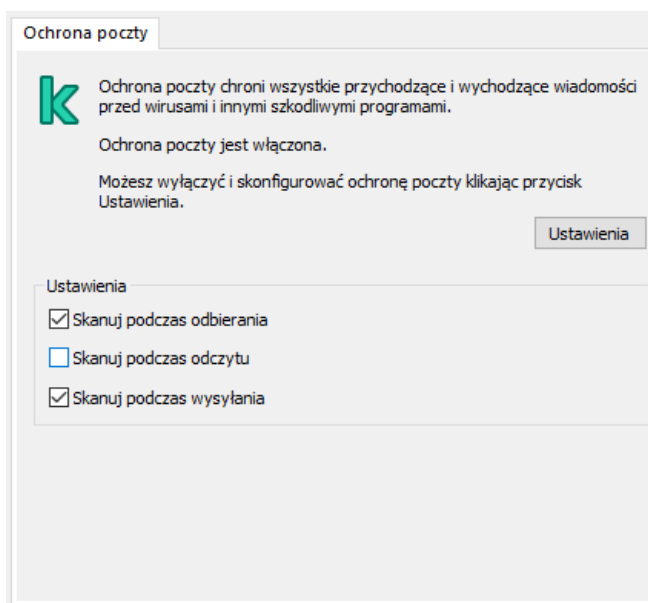 Ochrona poczty
Ochrona poczty chroni wszystkie przychodzące i wychodzące wiadomości
przed wirusami i innymi szkodliwymi programami.
Ochrona poczty jest włączona.
Możesz wyłączyć i skonfigurować ochronę poczty klikając przycisk
Ustawienia.
Ustawienia
Ustawienia
Skanuj podczas odbierania
Skanuj podczas odczytu
Skanuj podczas wysyłania